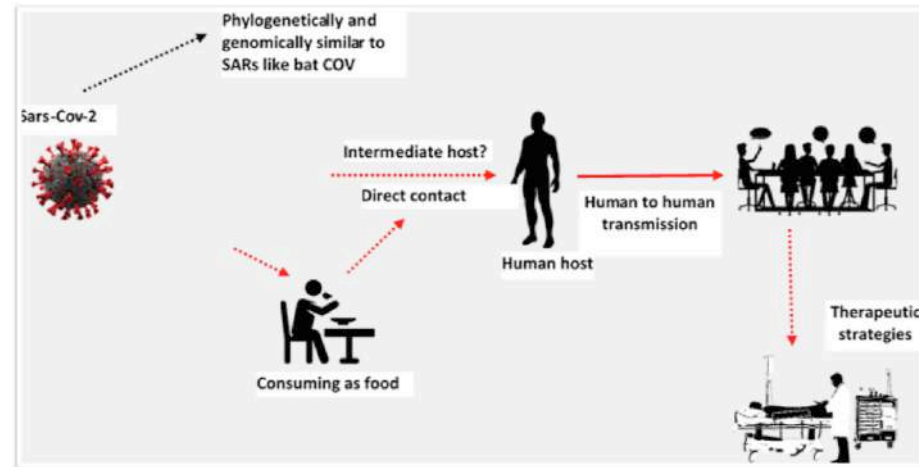 Phylogenetically and
genomically similar to
SARs like bat COV
Sars-Cov-2
Intermediate host?
Direct contact
Human to human
transmission
Human host
Consuming as food
Therapeutic
strategies